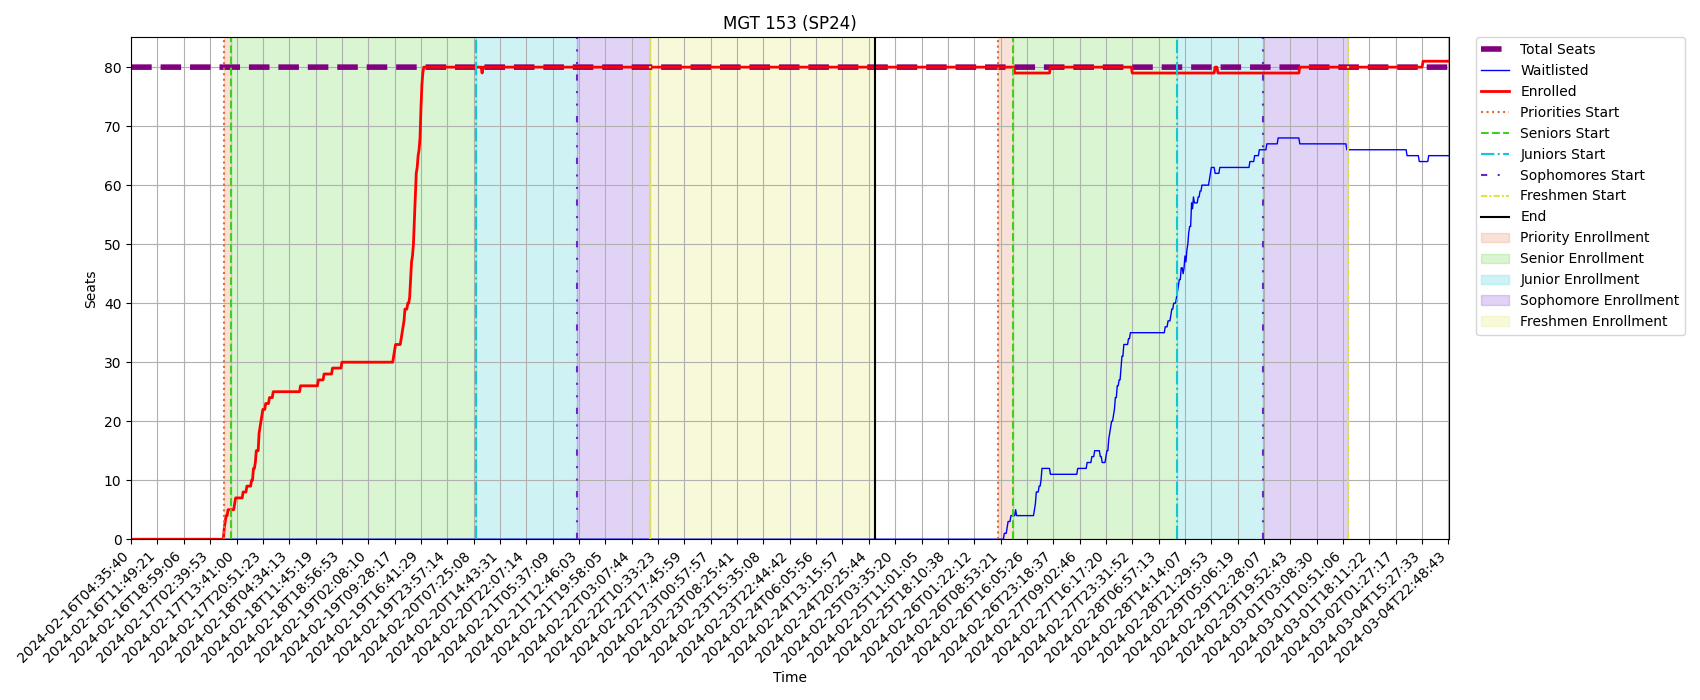 MGT 153 (SP24)
Seats
80
70
60
50
40
30
20
10
0
2024-02-16T04:35:40
2024-02-16T11:49:21
2024-02-16T18:59:06
2024-02-17T02:39:53
2024-02-17T13:41:00
2024-02-17T20:51:23
2024-02-18T04:34:13
2024-02-18T11:45:19
2024-02-18T18:56:53
2024-02-19T02:08:10
2024-02-19T09:28:17
2024-02-19T16:41:29
2024-02-19T23:57:14
2024-02-20T07:25:08
2024-02-20T14:43:31
2024-02-20T22:07:14
2024-02-21T05:37:09
2024-02-21T12:46:03
2024-02-21T19:58:05
2024-02-22T03:07:44
2024-02-22T10:33:23
2024-02-22T17:45:59
2024-02-23T00:57:57
2024-02-23T08:25:41
2024-02-23T15:35:08
2024-02-23T22:44:42
2024-02-24T06:05:56
2024-02-24T13:15:57
2024-02-24T20:25:44
2024-02-25T03:35:20
2024-02-25T11:01:05
2024-02-25T18:10:38
2024-02-26T01:22:12
2024-02-26T08:53:21
2024-02-26T16:05:26
2024-02-26T23:18:37
2024-02-27T09:02:46
2024-02-27T16:17:20
2024-02-27T23:31:52
2024-02-28T06:57:13
2024-02-28T14:14:07
2024-02-28T21:29:53
2024-02-29T05:06:19
2024-02-29T12:28:07
2024-02-29T19:52:43
2024-03-01T03:08:30
2024-03-01T10:51:06
2024-03-01T18:11:22
2024-03-02T01:27:17
2024-03-04T15:27:33
2024-03-04T22:48:43
Time
Total Seats
Waitlisted
Enrolled
Priorities Start
Seniors Start
Juniors Start
Sophomores Start
Freshmen Start
End
Priority Enrollment
Senior Enrollment
Junior Enrollment
Sophomore Enrollment
Freshmen Enrollment